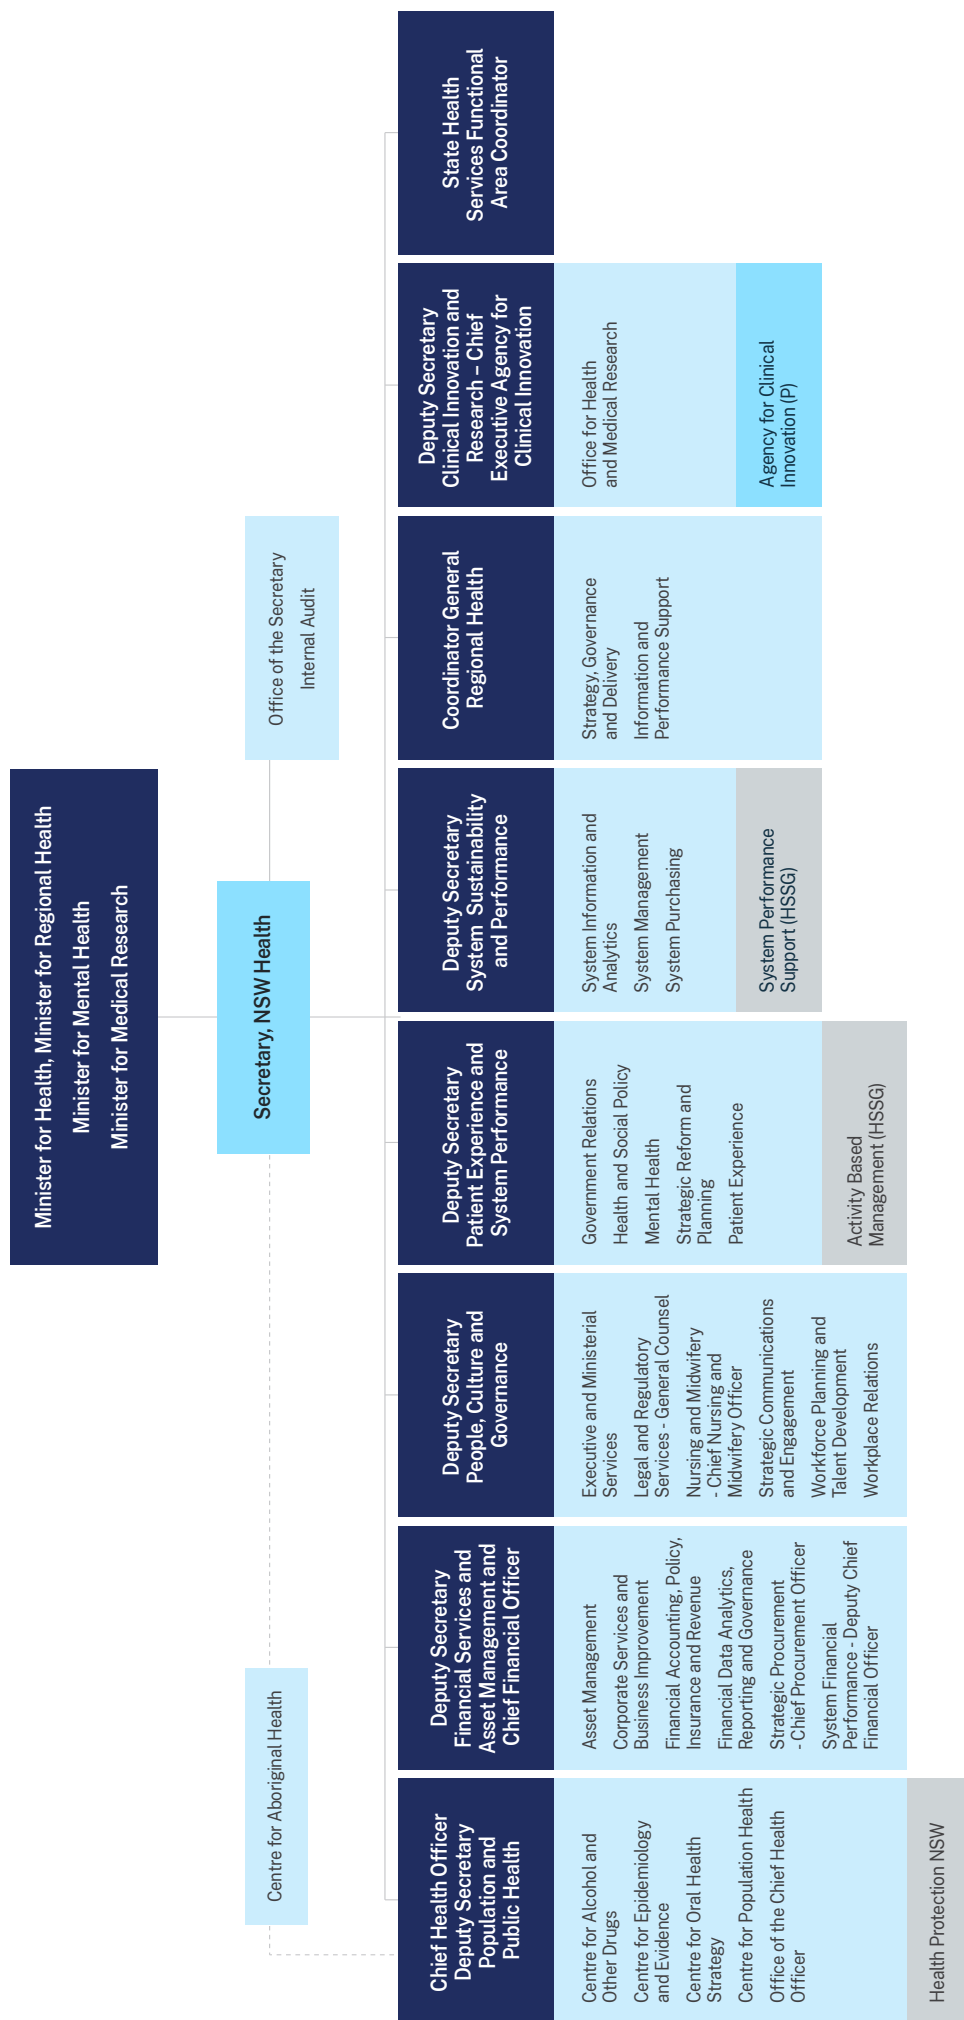 Minister for Health, Minister for Regional Health
Minister for Mental Health
Minister for Medical Research
Secretary, NSW Health
Centre for Aboriginal Health
Office of the Secretary
Internal Audit
Chief Health Officer
Deputy Secretary
Population and
Public Health
Centre for Alcohol and
Other Drugs
Centre for Epidemiology
and Evidence
Centre for Oral Health
Strategy
Centre for Population Health
Office of the Chief Health
Officer
Health Protection NSW
Deputy Secretary
Financial Services and
Asset Management and
Chief Financial Officer
Asset Management
Corporate Services and
Business Improvement
Financial Accounting, Policy,
Insurance and Revenue
Financial Data Analytics,
Reporting and Governance
Strategic Procurement
- Chief Procurement Officer
System Financial
Performance - Deputy Chief
Financial Officer
Deputy Secretary
People, Culture and
Governance
Executive and Ministerial
Services
Legal and Regulatory
Services - General Counsel
Nursing and Midwifery
- Chief Nursing and
Midwifery Officer
Strategic Communications
and Engagement
Workforce Planning and
Talent Development
Workplace Relations
Deputy Secretary
Patient Experience and
System Performance
Government Relations
Health and Social Policy
Mental Health
Strategic Reform and
Planning
Patient Experience
Activity Based
Management (HSSG)
Deputy Secretary
System Sustainability
and Performance
System Information and
Analytics
System Management
System Purchasing
System Performance
Support (HSSG)
Coordinator General
Regional Health
Strategy, Governance
and Delivery
Information and
Performance Support
Deputy Secretary
Clinical Innovation and
Research – Chief
Executive Agency for
Clinical Innovation
Office for Health
and Medical Research
Agency for Clinical
Innovation (P)
State Health
Services Functional
Area Coordinator